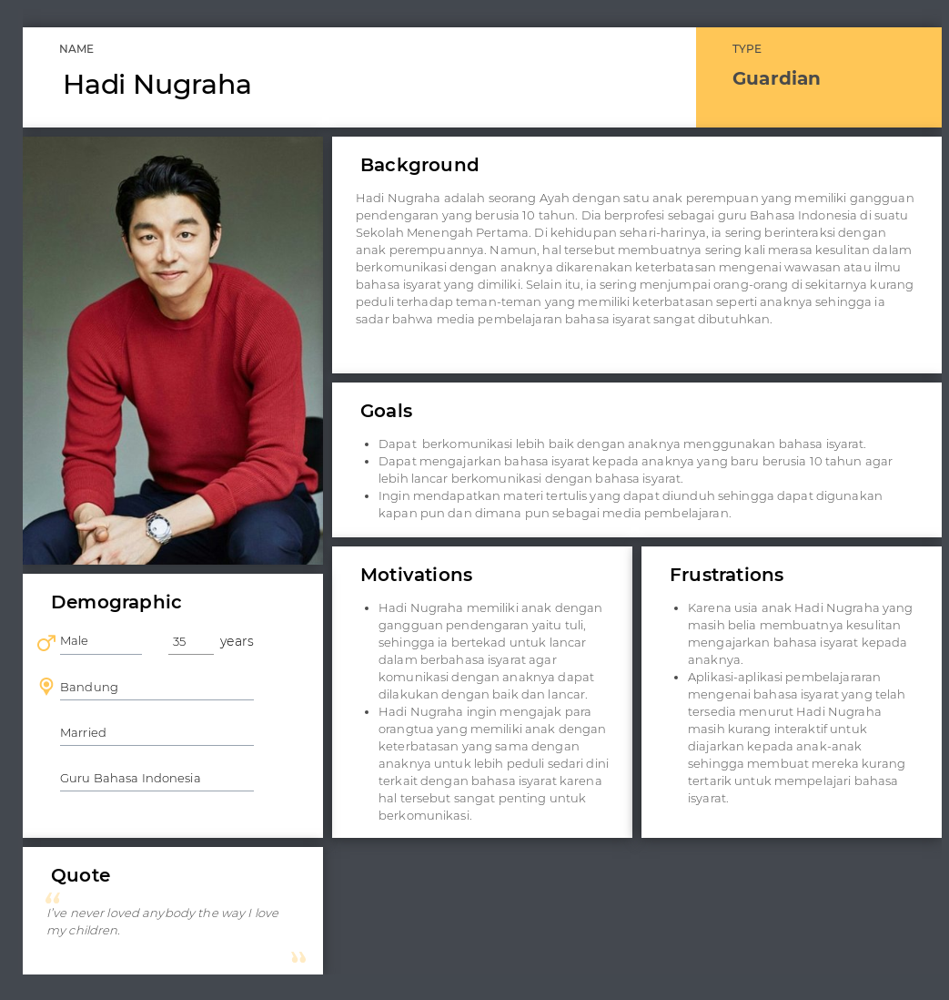 NAME
Hadi Nugraha
TYPE
Guardian
Background
Hadi Nugraha adalah seorang Ayah dengan satu anak perempuan yang memiliki gangguan
pendengaran yang berusia 10 tahun. Dia berprofesi sebagai guru Bahasa Indonesia di suatu
Sekolah Menengah Pertama. Di kehidupan sehari-harinya, ia sering berinteraksi dengan
anak perempuannya. Namun, hal tersebut membuatnya sering kali merasa kesulitan dalam
berkomunikasi dengan anaknya dikarenakan keterbatasan mengenai wawasan atau ilmu
bahasa isyarat yang dimiliki. Selain itu, ia sering menjumpai orang-orang di sekitarnya kurang
peduli terhadap teman-teman yang memiliki keterbatasan seperti anaknya sehingga ia
sadar bahwa media pembelajaran bahasa isyarat sangat dibutuhkan.
Goals
• Dapat berkomunikasi lebih baik dengan anaknya menggunakan bahasa isyarat.
• Dapat mengajarkan bahasa isyarat kepada anaknya yang baru berusia 10 tahun agar
lebih lancar berkomunikasi dengan bahasa isyarat.
• Ingin mendapatkan materi tertulis yang dapat diunduh sehingga dapat digunakan
kapan pun dan dimana pun sebagai media pembelajaran.
Demographic
Male
35 years
Bandung
Married
Guru Bahasa Indonesia
Motivations
• Hadi Nugraha memiliki anak dengan
gangguan pendengaran yaitu tuli,
sehingga ia bertekad untuk lancar
dalam berbahasa isyarat agar
komunikasi dengan anaknya dapat
dilakukan dengan baik dan lancar.
• Hadi Nugraha ingin mengajak para
orangtua yang memiliki anak dengan
keterbatasan yang sama dengan
anaknya untuk lebih peduli sedari dini
terkait dengan bahasa isyarat karena
hal tersebut sangat penting untuk
berkomunikasi.
Frustrations
• Karena usia anak Hadi Nugraha yang
masih belia membuatnya kesulitan
mengajarkan bahasa isyarat kepada
anaknya.
• Aplikasi-aplikasi pembelajararan
mengenai bahasa isyarat yang telah
tersedia menurut Hadi Nugraha
masih kurang interaktif untuk
diajarkan kepada anak-anak
sehingga membuat mereka kurang
tertarik untuk mempelajari bahasa
isyarat.
Quote
“
I’ve never loved anybody the way I love
my children.
”